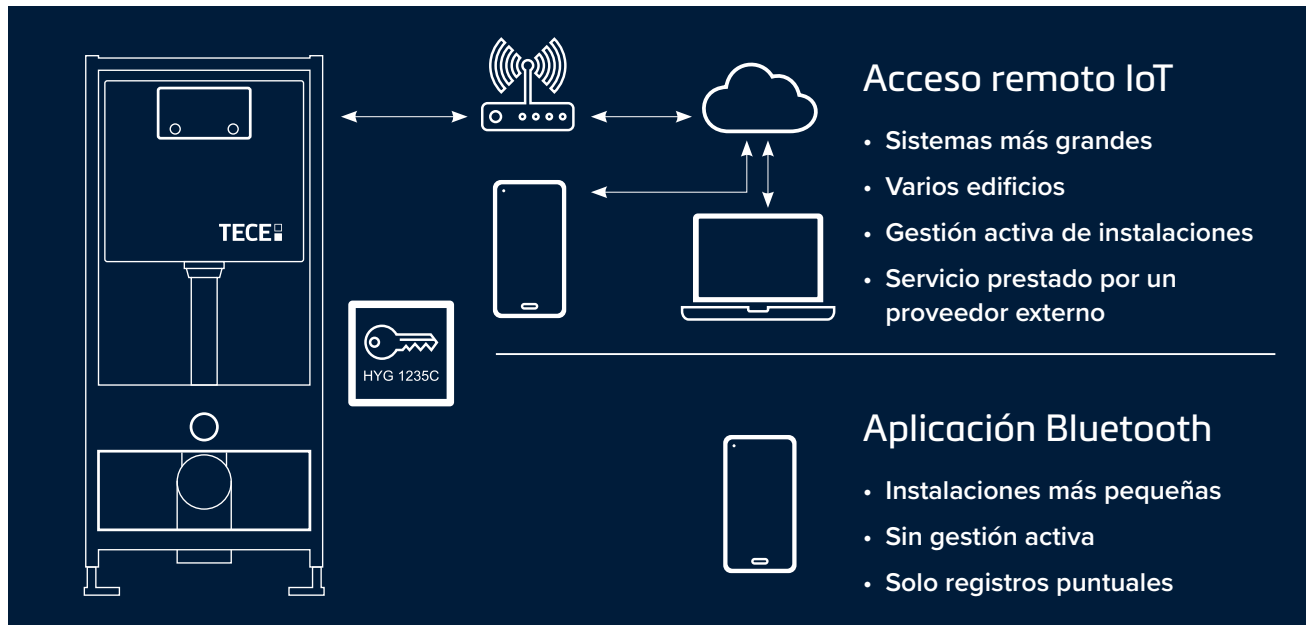 TECE
HYG 1235C
Acceso remoto IoT
• Sistemas más grandes
• Varios edificios
• Gestión activa de instalaciones
• Servicio prestado por un
proveedor externo
Aplicación Bluetooth
• Instalaciones más pequeñas
• Sin gestión activa
• Solo registros puntuales